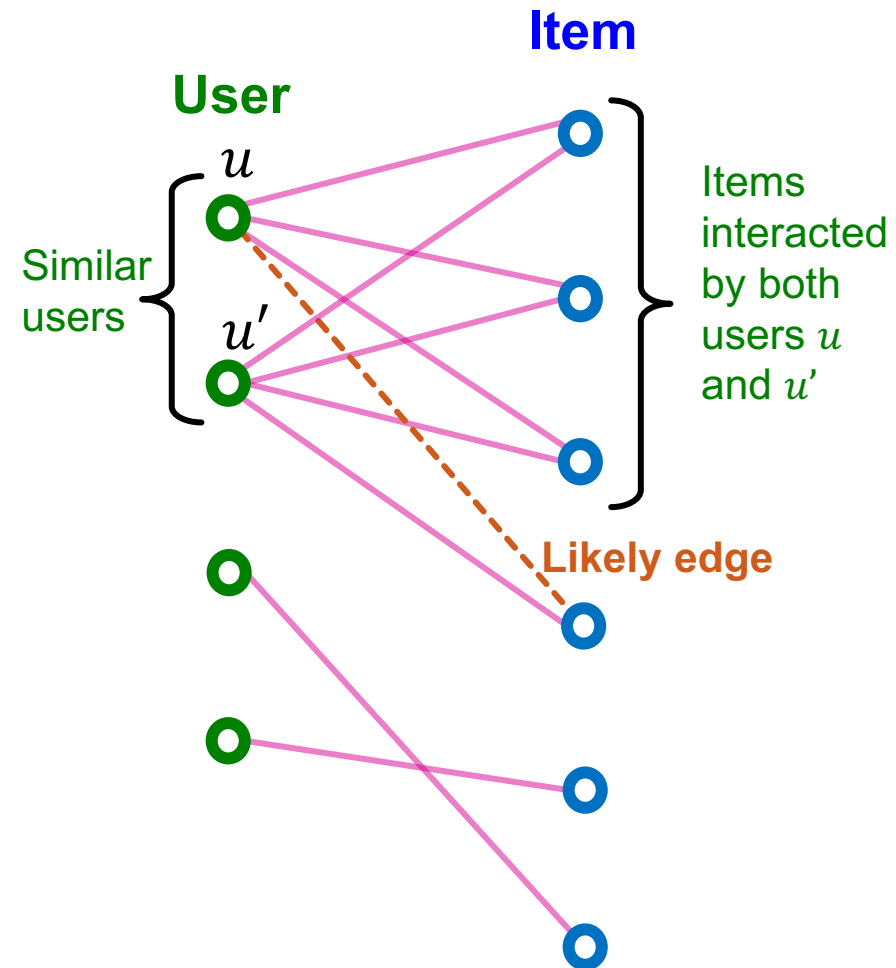 Item
User
𝑢
Similar
users
𝑢′
Items
interacted
by both
users 𝑢
and 𝑢’
Likely edge